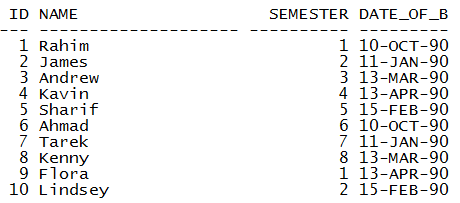 ID NAME SEMESTER DATE_OF_B
--- -------------------- ---------- ---------
1 Rahim 1 10-OCT-90
2 James 2 11-JAN-90
3 Andrew 3 13-MAR-90
4 Kavin 4 13-APR-90
5 Sharif 5 15-FEB-90
6 Ahmad 6 10-OCT-90
7 Tarek 7 11-JAN-90
8 Kenny 8 13-MAR-90
9 Flora 1 13-APR-90
10 Lindsey 2 15-FEB-90